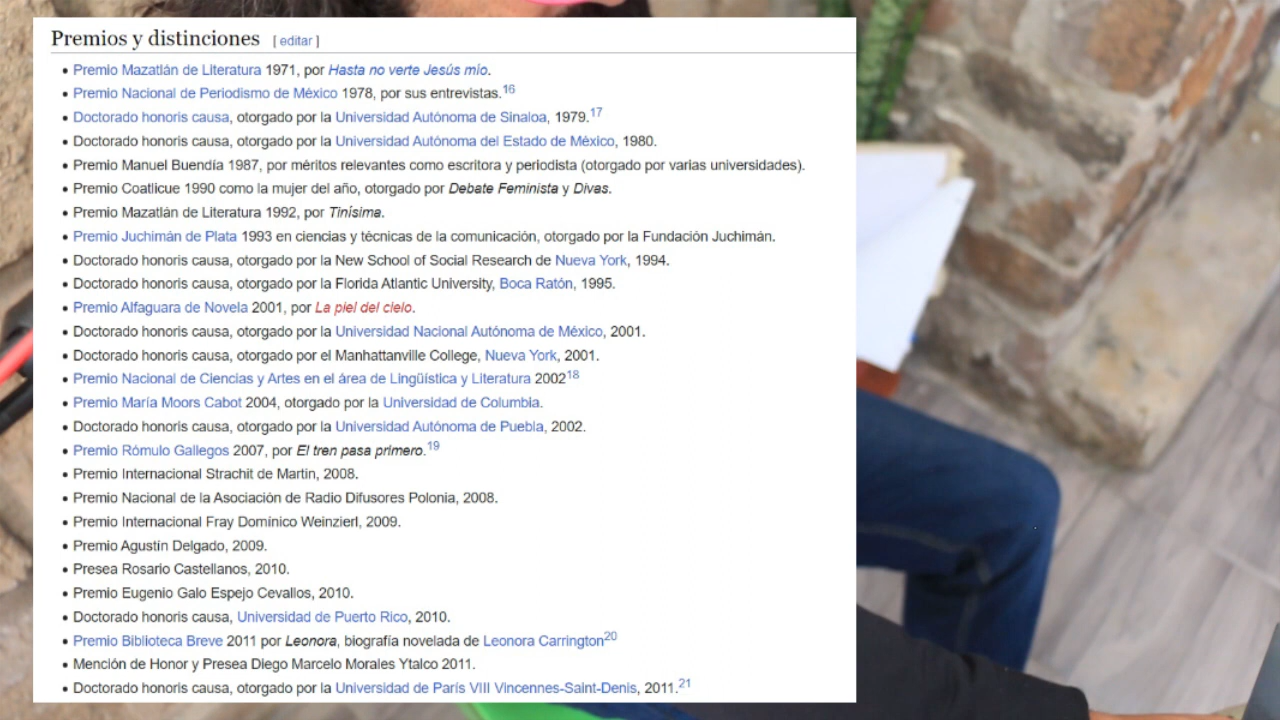 Premios y distinciones [ editar ]
• Premio Mazatlán de Literatura 1971, por Hasta no verte Jesús mío.
• Premio Nacional de Periodismo de México 1978, por sus entrevistas.16
• Doctorado honoris causa, otorgado por la Universidad Autónoma de Sinaloa, 1979.17
• Doctorado honoris causa, otorgado por la Universidad Autónoma del Estado de México, 1980.
• Premio Manuel Buendía 1987, por méritos relevantes como escritora y periodista (otorgado por varias universidades).
• Premio Coatlicue 1990 como la mujer del año, otorgado por Debate Feminista y Divas.
• Premio Mazatlán de Literatura 1992, por Tinísima.
• Premio Juchimán de Plata 1993 en ciencias y técnicas de la comunicación, otorgado por la Fundación Juchimán.
• Doctorado honoris causa, otorgado por la New School of Social Research de Nueva York, 1994.
• Doctorado honoris causa, otorgado por la Florida Atlantic University, Boca Ratón, 1995.
• Premio Alfaguara de Novela 2001, por La piel del cielo.
• Doctorado honoris causa, otorgado por la Universidad Nacional Autónoma de México, 2001.
• Doctorado honoris causa, otorgado por el Manhattanville College, Nueva York, 2001.
• Premio Nacional de Ciencias y Artes en el área de Lingüística y Literatura 200218
• Premio María Moors Cabot 2004, otorgado por la Universidad de Columbia.
• Doctorado honoris causa, otorgado por la Universidad Autónoma de Puebla, 2002.
• Premio Rómulo Gallegos 2007, por El tren pasa primero.19
• Premio Internacional Strachit de Martin, 2008.
• Premio Nacional de la Asociación de Radio Difusores Polonia, 2008.
• Premio Internacional Fray Domínico Weinzierl, 2009.
• Premio Agustín Delgado, 2009.
• Presea Rosario Castellanos, 2010.
• Premio Eugenio Galo Espejo Cevallos, 2010.
• Doctorado honoris causa, Universidad de Puerto Rico, 2010.
• Premio Biblioteca Breve 2011 por Leonora, biografía novelada de Leonora Carrington20
• Mención de Honor y Presea Diego Marcelo Morales Ytalco 2011.
• Doctorado honoris causa, otorgado por la Universidad de París VIII Vincennes-Saint-Denis, 2011.21